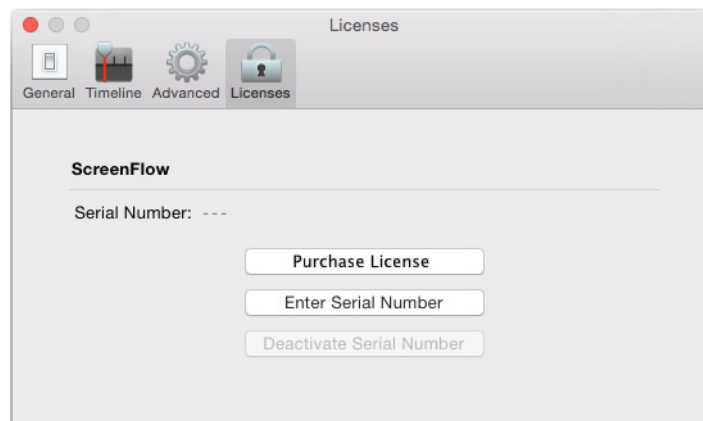 Licenses
General Timeline Advanced Licenses
ScreenFlow
Serial Number: ---
Purchase License
Enter Serial Number
Deactivate Serial Number